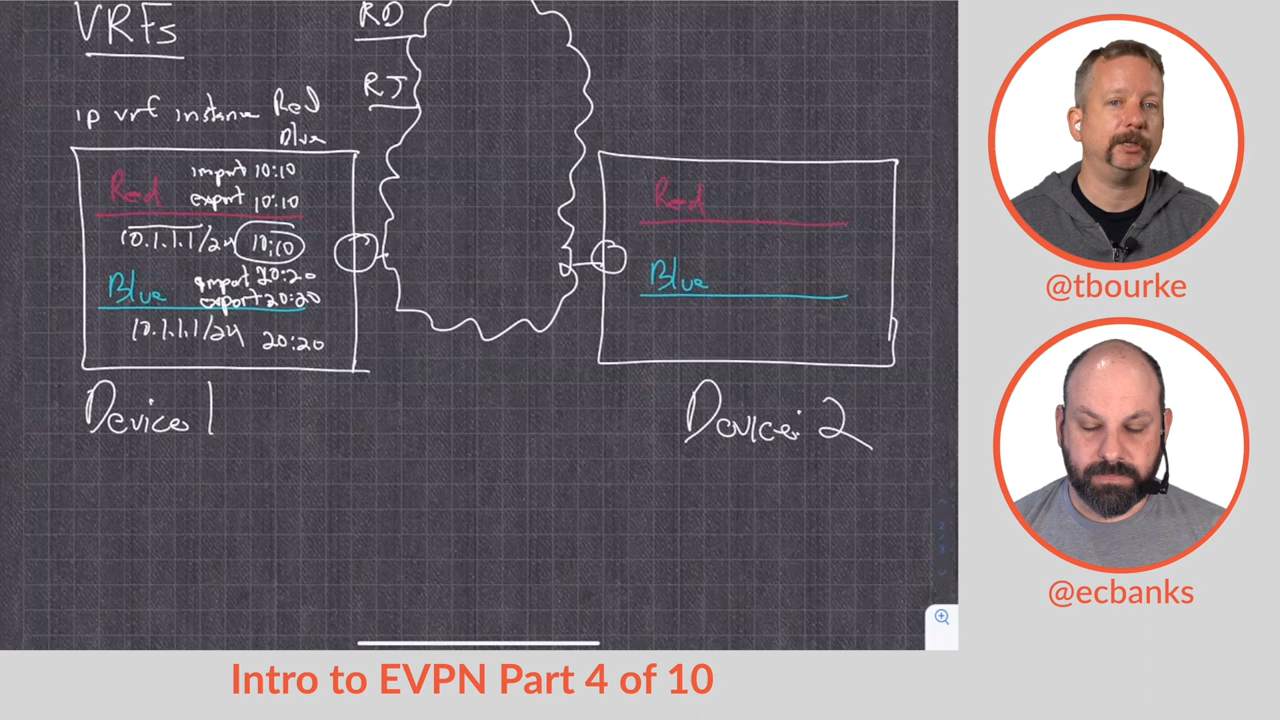 VRFs
RD
RT
ip vrf instance Red
Blue
Red
import 10:10
export 10:10
10.1.1.1/24 10:10
Blue
import 20:20
export 20:20
10.1.1.1/24 20:20
Device 1
Red
Blue
Device 2
@tbourke
@ecbanks
Intro to EVPN Part 4 of 10